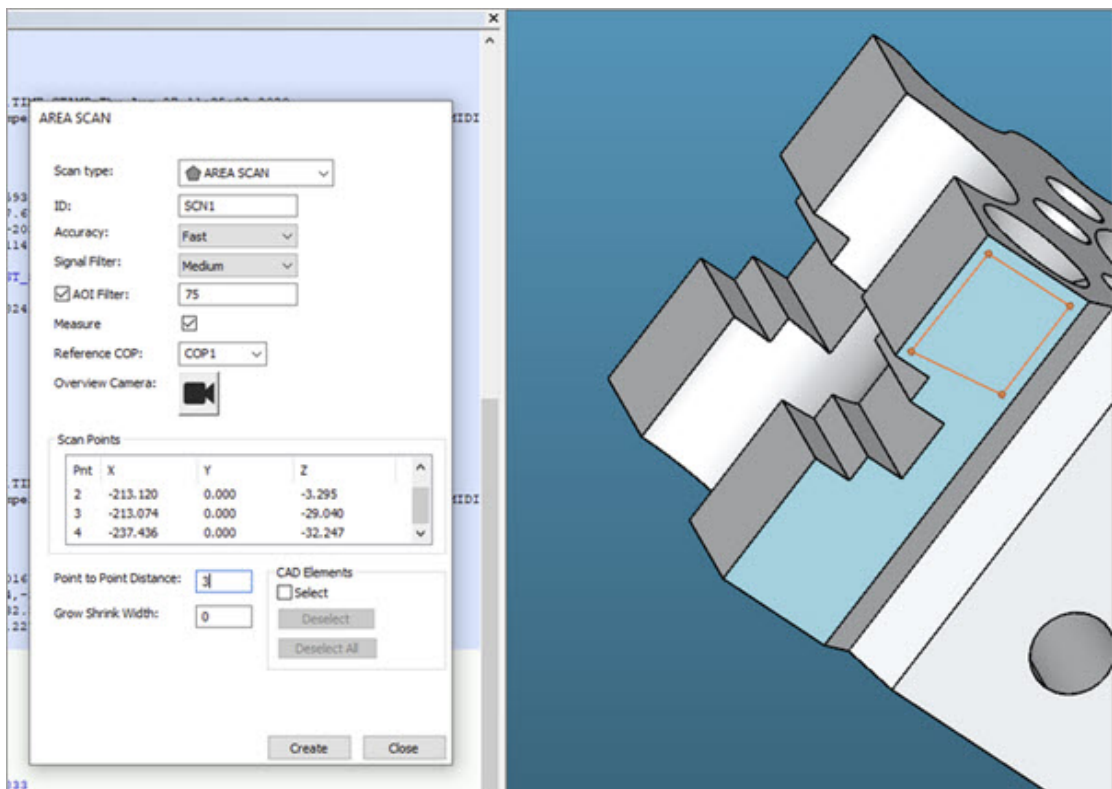 AREA SCAN
Scan type:
AREA SCAN
ID:
SCN1
Accuracy:
Fast
Signal Filter:
Medium
AOI Filter:
75
Measure
Reference COP:
COP1
Overview Camera:
Scan Points
Pnt X Y Z
2 -213.120 0.000 -3.295
3 -213.074 0.000 -29.040
4 -237.436 0.000 -32.247
Point to Point Distance:
3
CAD Elements
Select
Grow Shrink Width:
0
Deselect
Deselect All
Create
Close